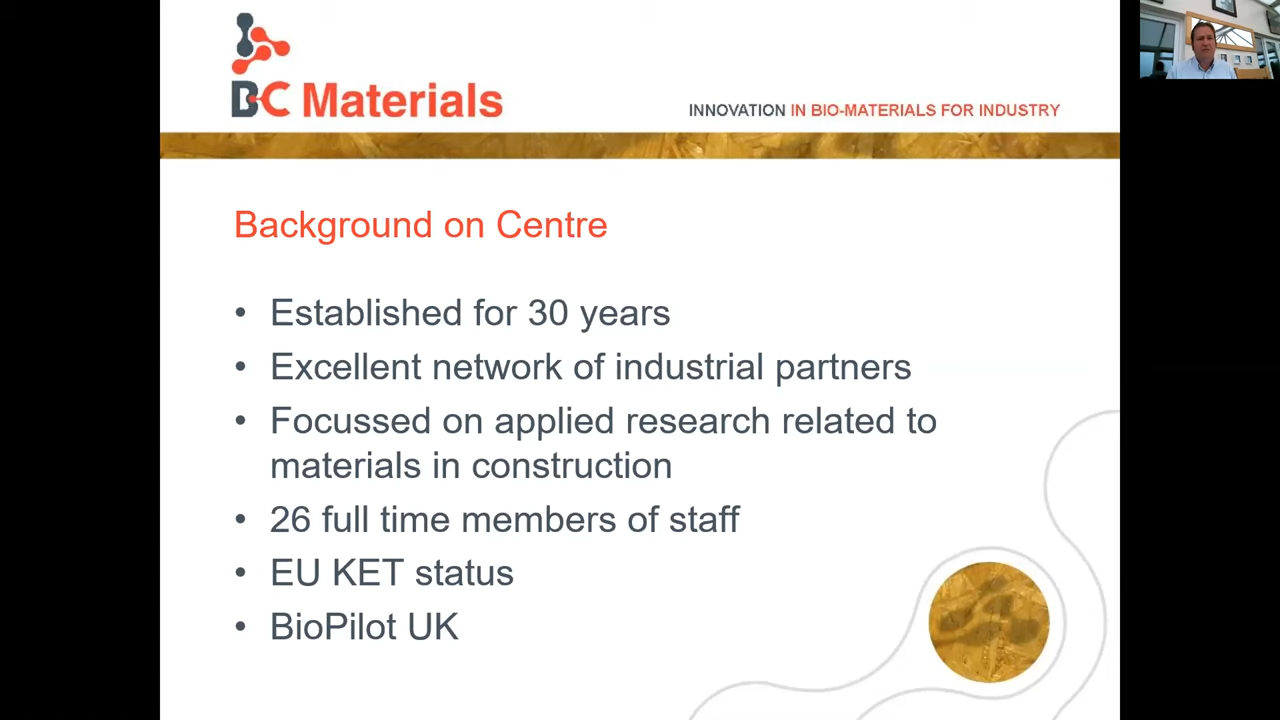 BC Materials
INNOVATION IN BIO-MATERIALS FOR INDUSTRY
Background on Centre
• Established for 30 years
• Excellent network of industrial partners
• Focussed on applied research related to
materials in construction
• 26 full time members of staff
• EU KET status
• BioPilot UK